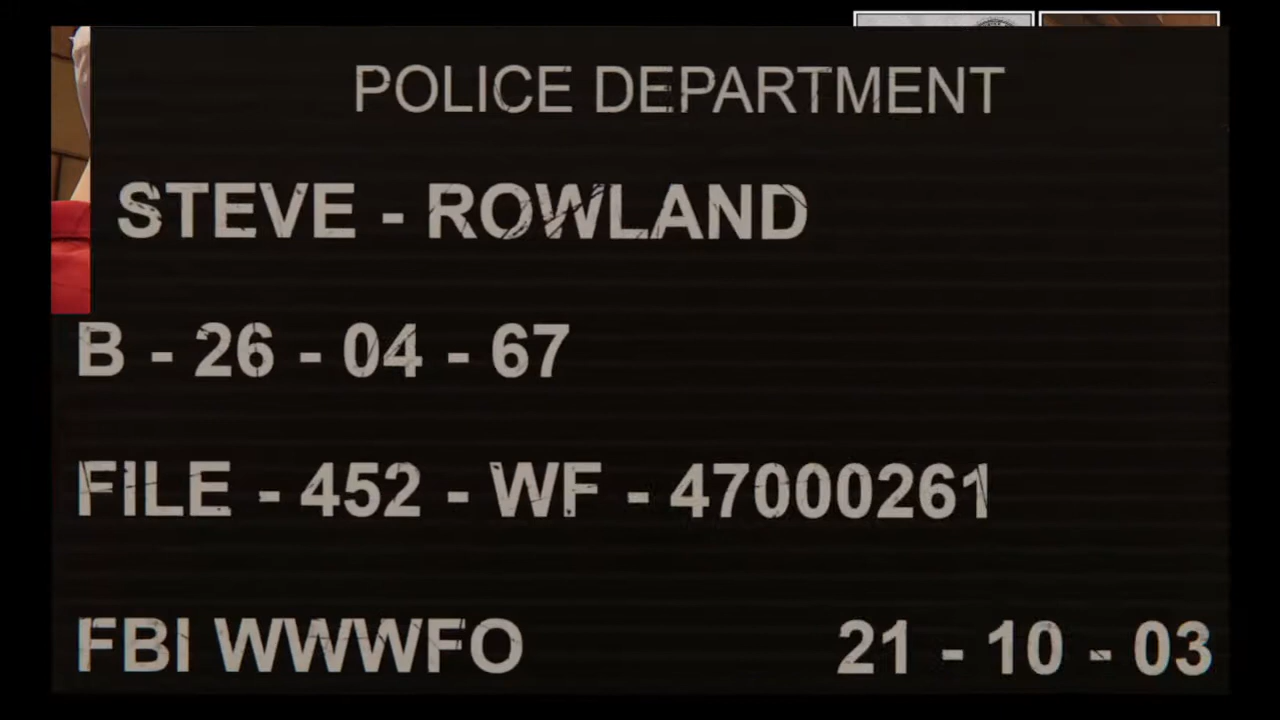 POLICE DEPARTMENT
STEVE - ROWLAND
B - 26 - 04 - 67
FILE - 452 - WF - 47000261
FBI WWWFO 21 - 10 - 03